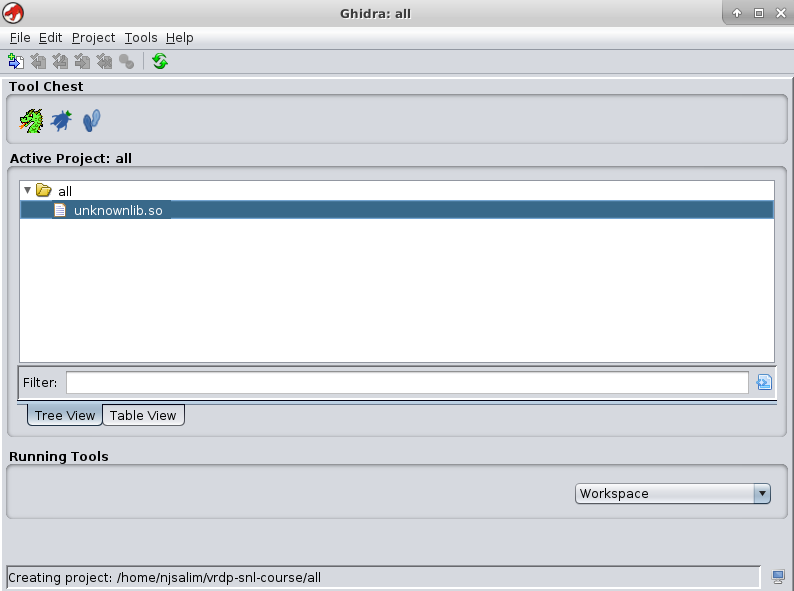 Ghidra: all
File Edit Project Tools Help
Tool Chest
Active Project: all
all
unknownlib.so
Filter:
Tree View Table View
Running Tools
Workspace
Creating project: /home/njsalim/vrdp-snl-course/all